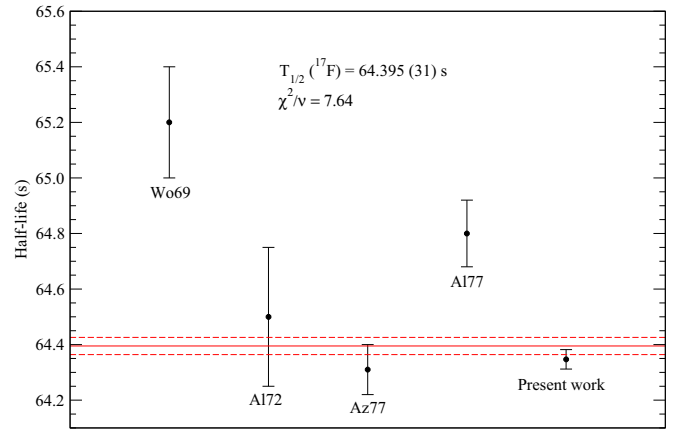 65.6
65.4
65.2
65.0
64.8
64.6
64.4
64.2
Half-life (s)
T1/2 (17F) = 64.395 (31) s
χ2/ν = 7.64
Wo69
Al72
Az77
Al77
Present work